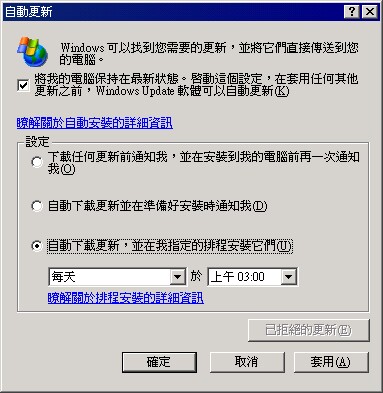 自動更新
Windows 可以找到您需要的更新，並將它們直接傳送到您
的電腦。
將我的電腦保持在最新狀態。啟動這個設定，在套用任何其他
更新之前，Windows Update 軟體可以自動更新(K)
瞭解關於自動安裝的詳細資訊
設定
下載任何更新前通知我，並在安裝到我的電腦前再一次通知
我(O)
自動下載更新並在準備好安裝時通知我(D)
自動下載更新，並在我指定的排程安裝它們(U)
每天 於 上午 03:00
瞭解關於排程安裝的詳細資訊
已拒絕的更新(E)
確定 取消 套用(A)